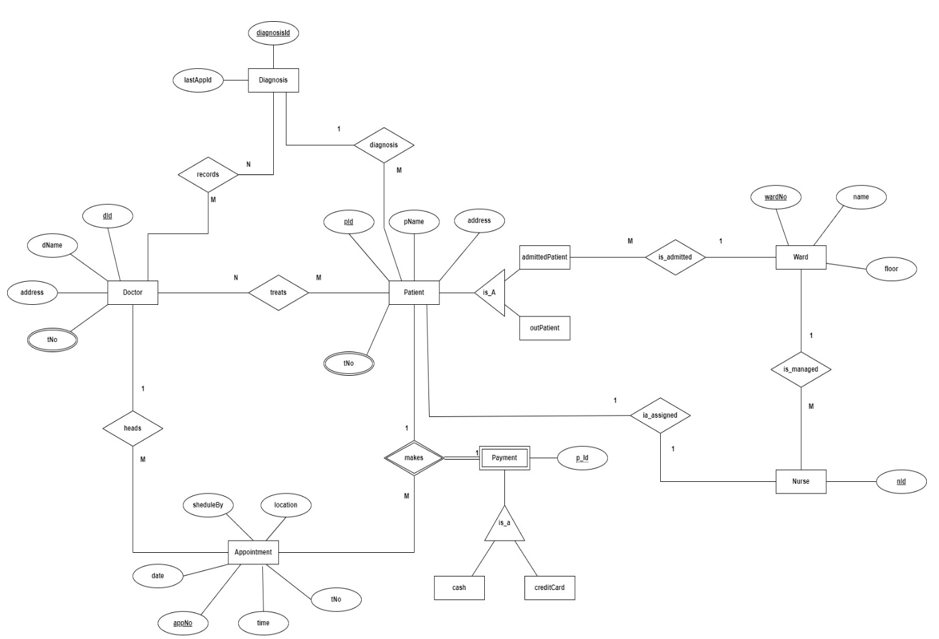 diagnosisId
lastAppId
Diagnosis
1
diagnosis
N
records
M
M
dId
pId
pName
address
wardNo
name
dName
M
1
admittedPatient
is_admitted
Ward
floor
N
M
address
Doctor
treats
Patient
is_A
outPatient
tNo
tNo
1
is_managed
1
1
M
ia_assigned
heads
1
1
makes
Payment
p_Id
M
Nurse
nId
M
sheduleBy
location
is_a
Appointment
date
cash
creditCard
tNo
appNo
time